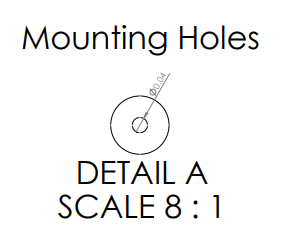 Mounting Holes
Ø0.04
DETAIL A
SCALE 8 : 1